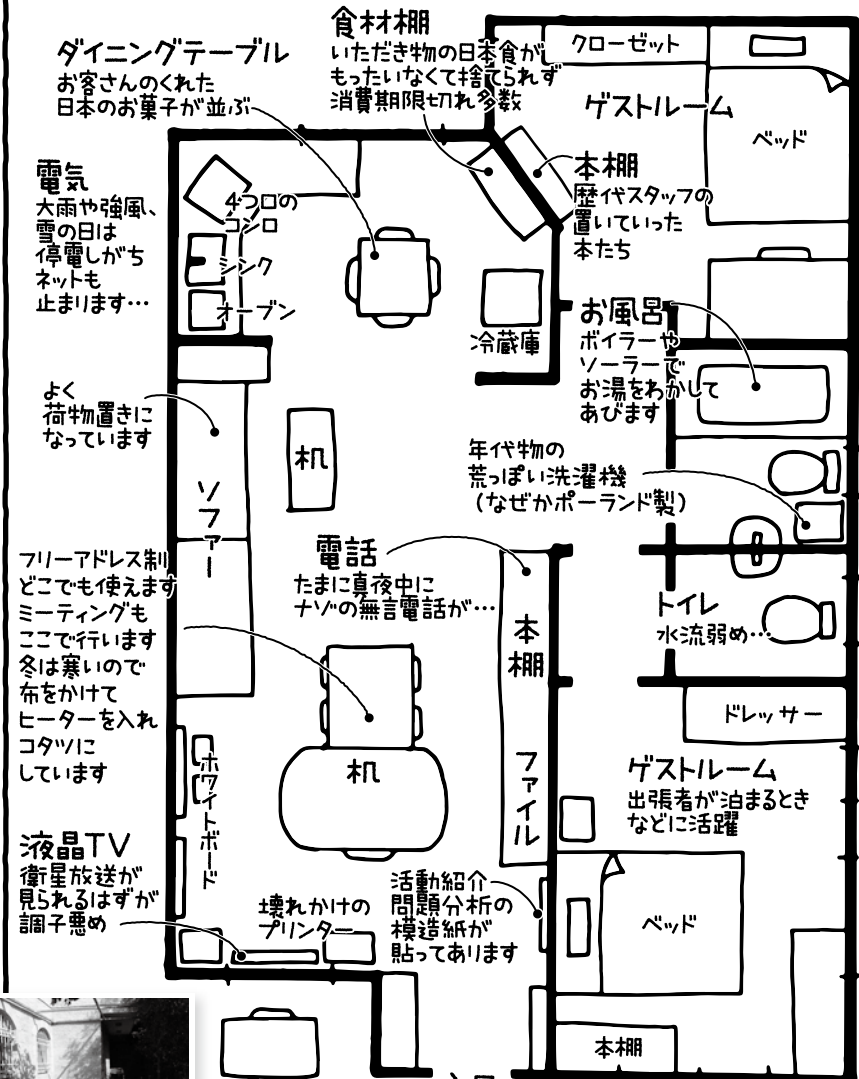 食材棚
いただき物の日本食が
もったいなくて捨てられず
消費期限切れ多数
ダイニングテーブル
お客さんのくれた
日本のお菓子が並ぶ
クローゼット
ゲストルーム
ベッド
本棚
歴代スタッフの
置いていった
本たち
電気
大雨や強風、
雪の日は
停電しがち
ネットも
止まります…
4つ口の
コンロ
シンク
オーブン
冷蔵庫
お風呂
ボイラーや
ソーラーで
お湯をわかして
あびます
よく
荷物置きに
なっています
ソファー
机
年代物の
荒っぽい洗濯機
(なぜかポーランド製)
電話
たまに真夜中に
ナゾの無言電話が…
フリーアドレス制
どこでも使えます
ミーティングも
ここで行います
冬は寒いので
布をかけて
ヒーターを入れ
コタツに
しています
本棚
ファイル
トイレ
水流弱め…
ドレッサー
机
ホワイトボード
ゲストルーム
出張者が泊まるとき
などに活躍
液晶TV
衛星放送が
見られるはずが
調子悪め
壊れかけの
プリンター
活動紹介
問題分析の
模造紙が
貼ってあります
ベッド
本棚